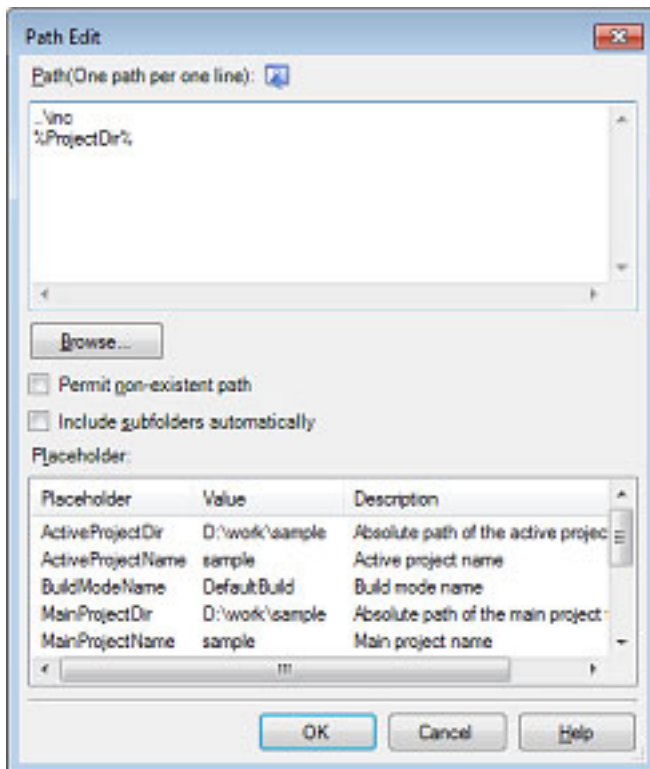 Path Edit
Path(One path per one line):
..\inc
%ProjectDir%
Browse...
Permit non-existent path
Include subfolders automatically
Placeholder:
Placeholder Value Description
ActiveProjectDir D:\work\sample Absolute path of the active projec
ActiveProjectName sample Active project name
BuildModeName DefaultBuild Build mode name
MainProjectDir D:\work\sample Absolute path of the main project
MainProjectName sample Main project name
OK Cancel Help